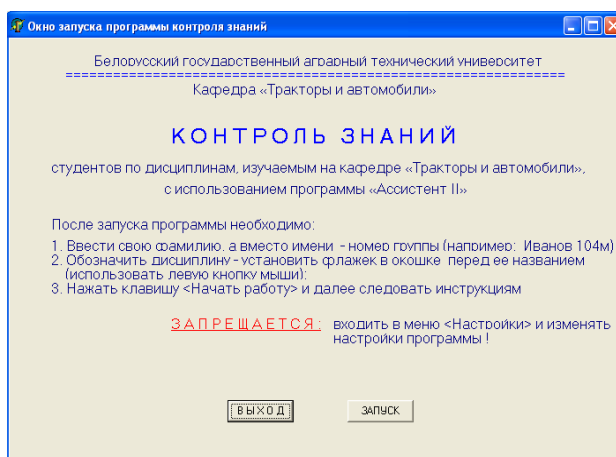 Окно запуска программы контроля знаний
Белорусский государственный аграрный технический университет
==============================================================
Кафедра «Тракторы и автомобили»
КОНТРОЛЬ ЗНАНИЙ
студентов по дисциплинам, изучаемым на кафедре «Тракторы и автомобили»,
с использованием программы «Ассистент II»
После запуска программы необходимо:
1. Ввести свою фамилию, а вместо имени - номер группы (например: Иванов 104м)
2. Обозначить дисциплину - установить флажек в окошке перед ее названием
(использовать левую кнопку мыши);
3. Нажать клавишу <Начать работу> и далее следовать инструкциям
ЗАПРЕЩАЕТСЯ: входить в меню <Настройки> и изменять
настройки программы !
ВЫХОД ЗАПУСК